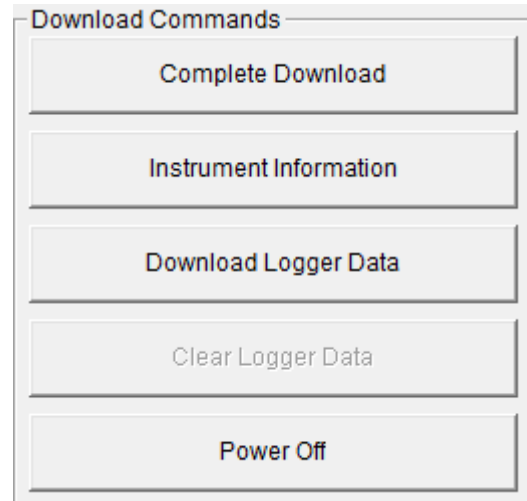 Download Commands
Complete Download
Instrument Information
Download Logger Data
Clear Logger Data
Power Off